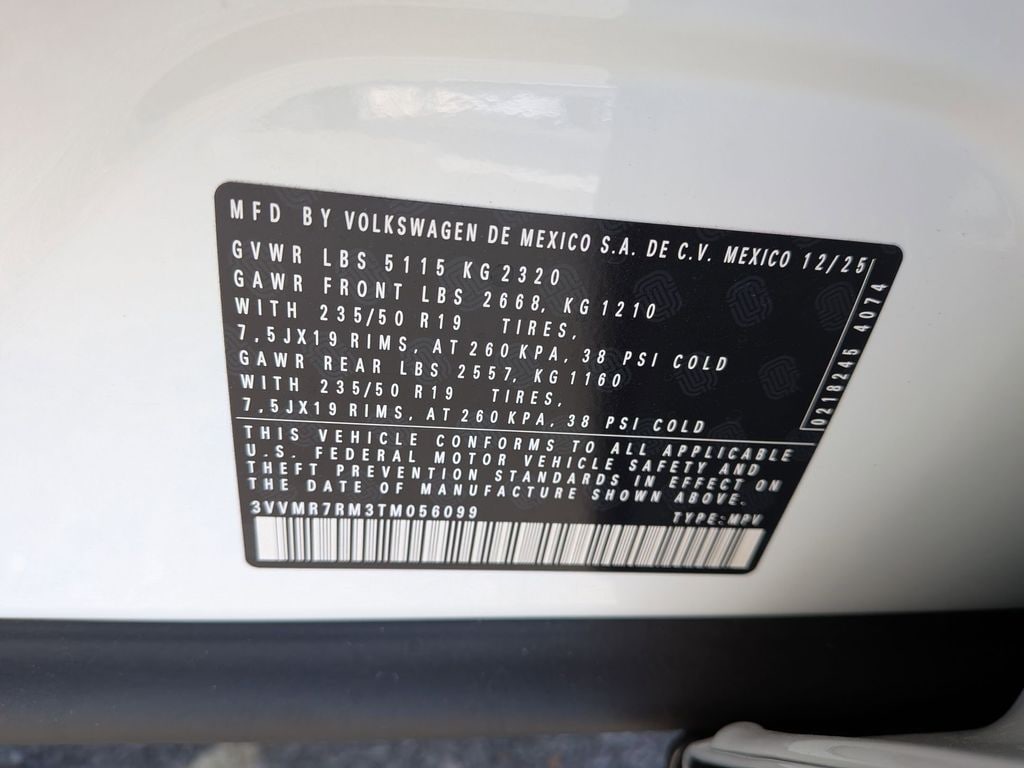 MFD BY VOLKSWAGEN DE MEXICO S.A. DE C.V. MEXICO 12/25
GVWR LBS 5115 KG 2320
GAWR FRONT LBS 2668, KG 1210
WITH 235/50 R19 TIRES,
7,5JX19 RIMS, AT 260 KPA, 38 PSI COLD
GAWR REAR LBS 2557, KG 1160
WITH 235/50 R19 TIRES,
7,5JX19 RIMS, AT 260 KPA, 38 PSI COLD
0218245 4074
THIS VEHICLE CONFORMS TO ALL APPLICABLE
U.S. FEDERAL MOTOR VEHICLE SAFETY AND
THEFT PREVENTION STANDARDS IN EFFECT ON
THE DATE OF MANUFACTURE SHOWN ABOVE.
3VVMR7RM3TM056099 TYPE:MPV